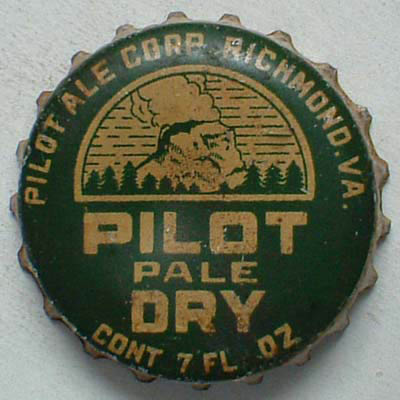 PILOT ALE CORP. RICHMOND, VA.
PILOT
PALE
DRY
CONT 7 FL OZ